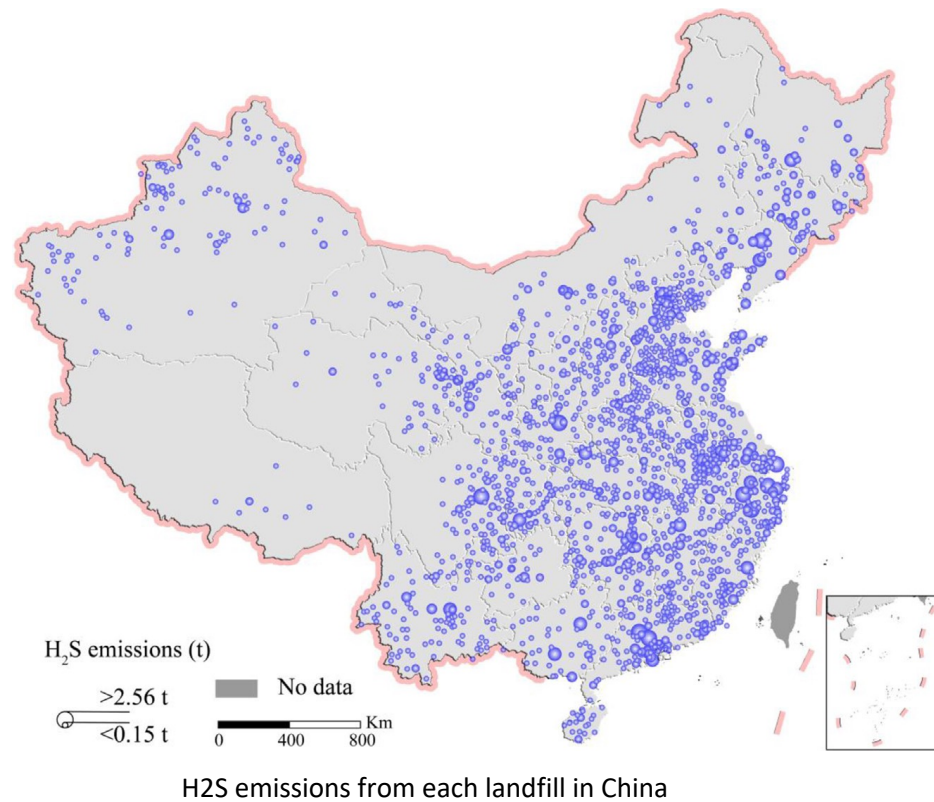 H₂S emissions (t)
>2.56 t
<0.15 t
No data
Km
0 400 800
H2S emissions from each landfill in China